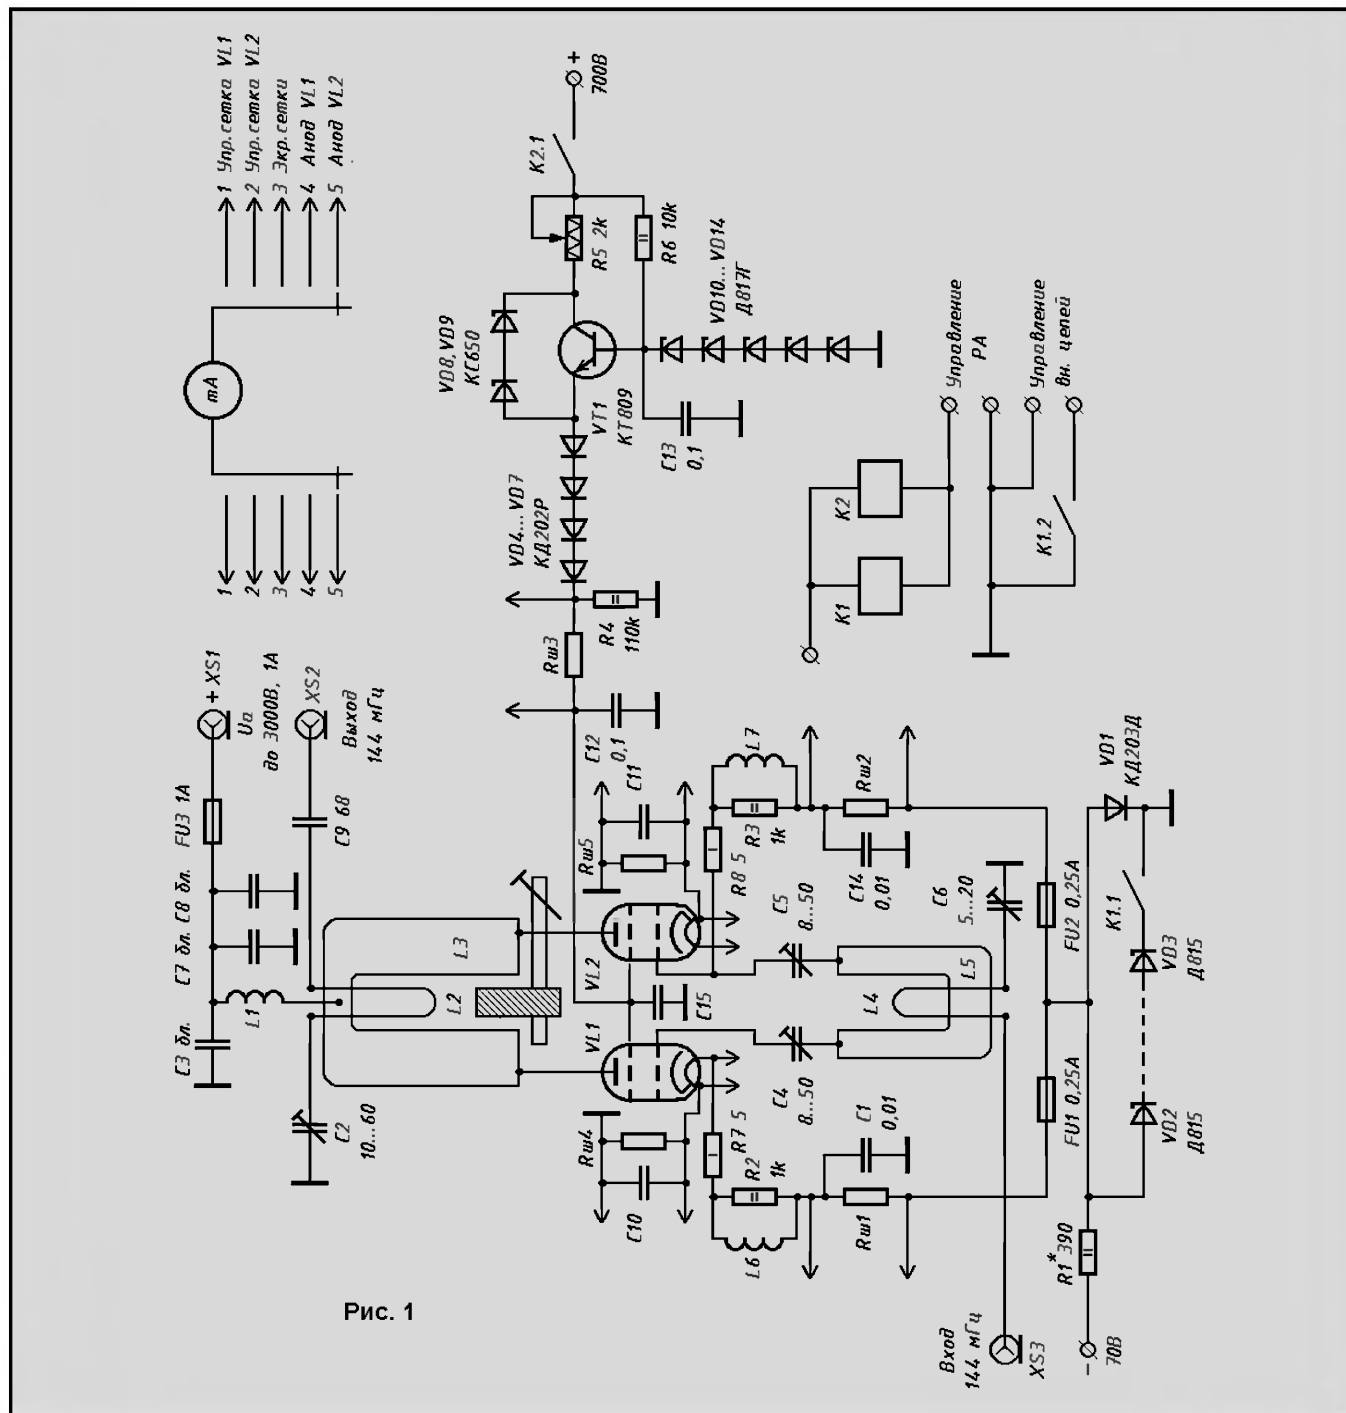 1 Упр.сетка VL1
2 Упр.сетка VL2
3 Экр.сетки
4 Анод VL1
5 Анод VL2
mA
1
2
3
4
5
+ 700В
K2.1
R5 2k
R6 10k
VD8,VD9
КС650
VT1
КТ809
VD10...VD14
Д817Г
C13
0,1
VD4...VD7
КД202Р
R4
110k
Rш3
C12
0,1
Управление
РА
Управление
вн. цепей
K2
K1
K1.2
+ XS1
Uа
до 3000В, 1А
XS2
Выход
144 мГц
FU3 1А
C9 68
C8 бл.
C7 бл.
C3 бл.
L1
L2
L3
C2
10...60
VL2
VL1
C15
Rш5
C11
Rш4
C10
L7
R3
1k
R8 5
Rш2
C14
0,01
C5
8...50
C4
8...50
R7 5
R2
1k
L6
Rш1
C1
0,01
L4
L5
C6
5...20
FU2 0,25А
FU1 0,25А
VD1
КД203Д
K1.1
VD3
Д815
VD2
Д815
R1* 390
- 70В
Вход
144 мГц
XS3
Рис. 1